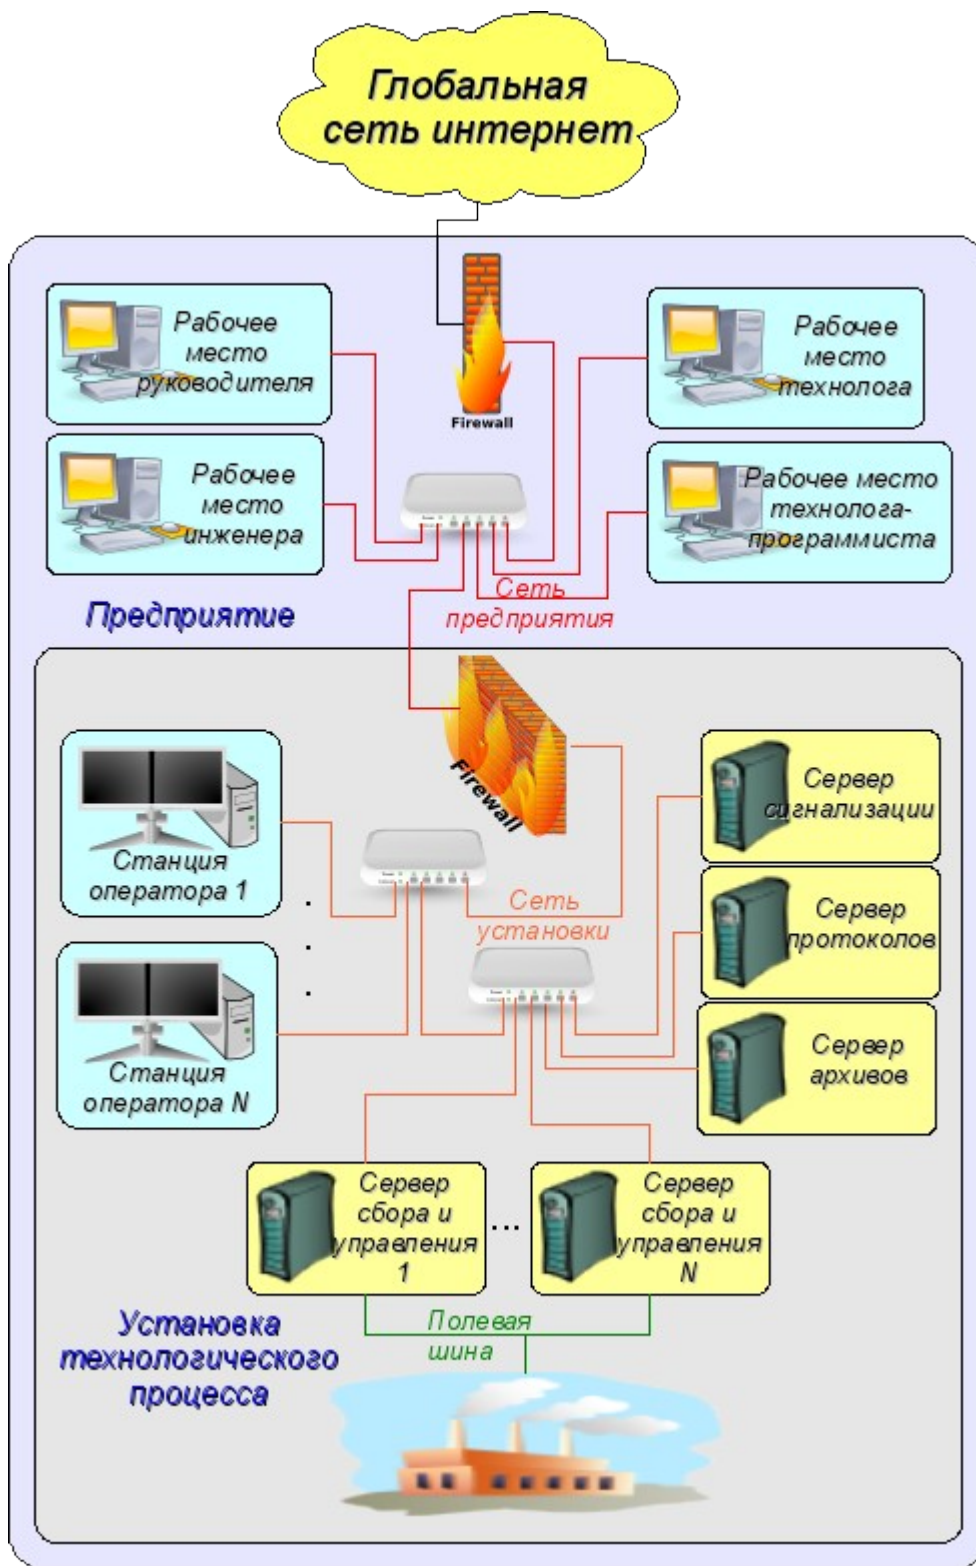 Глобальная
сеть интернет
Рабочее
место
руководителя
Firewall
Рабочее
место
технолога
Рабочее
место
инженера
Рабочее место
технолога-
программиста
Сеть
предприятия
Предприятие
Firewall
Станция
оператора 1
Сервер
сигнализации
Сеть
установки
Сервер
протоколов
Станция
оператора N
Сервер
архивов
Сервер
сбора и
управления
1
...
Сервер
сбора и
управления
N
Полевая
шина
Установка
технологического
процесса